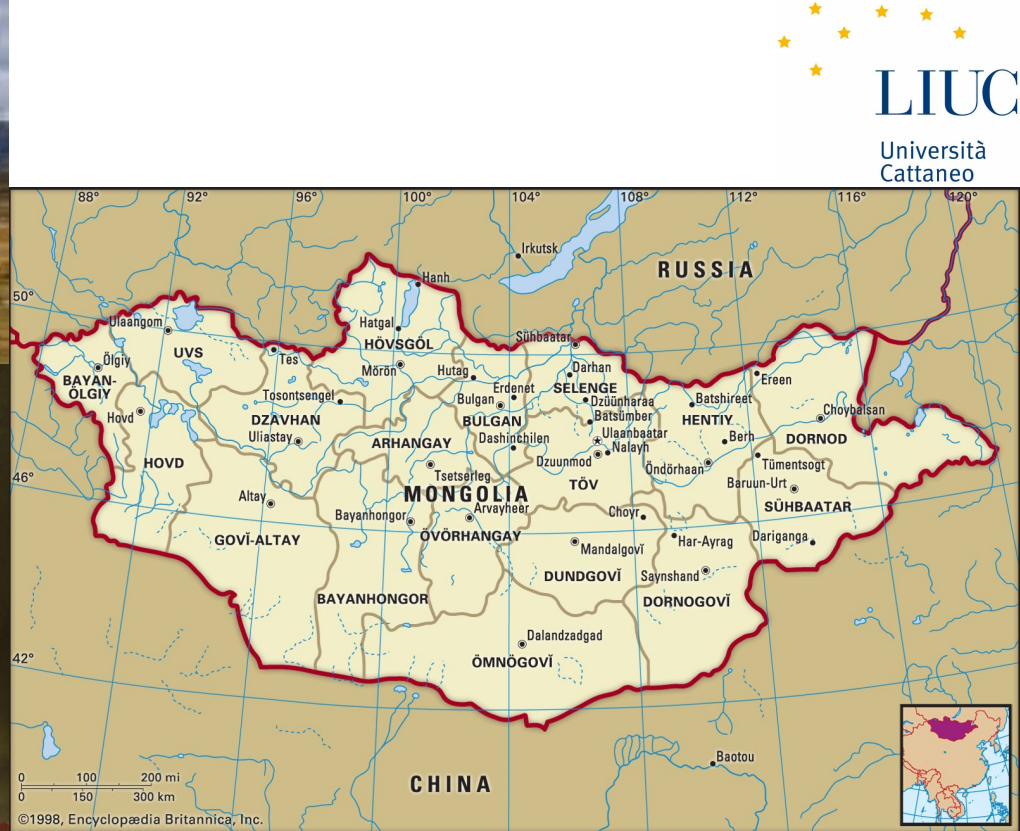 LIUC
Università
Cattaneo
88°
92°
96°
100°
104°
108°
112°
116°
120°
Irkutsk
RUSSIA
Hanh
50°
Ulaangom
Hatgal
Sühbaatar
HÖVSGÖL
UVS
Tes
Ölgiy
Mörön
Hutag
Darhan
Ereen
BAYAN-
ÖLGIY
Erdenet
SELENGE
Tosontsengel
Bulgan
Dzüünharaa
Batshireet
Hovd
DZAVHAN
BULGAN
Batsümber
HENTIY
Choybalsan
Uliastay
ARHANGAY
Dashinchilen
Ulaanbaatar
Berh
DORNOD
Nalayh
HOVD
Dzuunmod
Öndörhaan
Tümentsogt
46°
Tsetserleg
TÖV
Baruun-Urt
Altay
MONGOLIA
SÜHBAATAR
Arvayheer
Bayanhongor
Choyr
GOVĬ-ALTAY
ÖVÖRHANGAY
Har-Ayrag
Dariganga
Mandalgovĭ
DUNDGOVĬ
Saynshand
BAYANHONGOR
DORNOGOVĬ
Dalandzadgad
42°
ÖMNÖGOVĬ
Baotou
CHINA
0 100 200 mi
0 150 300 km
©1998, Encyclopædia Britannica, Inc.